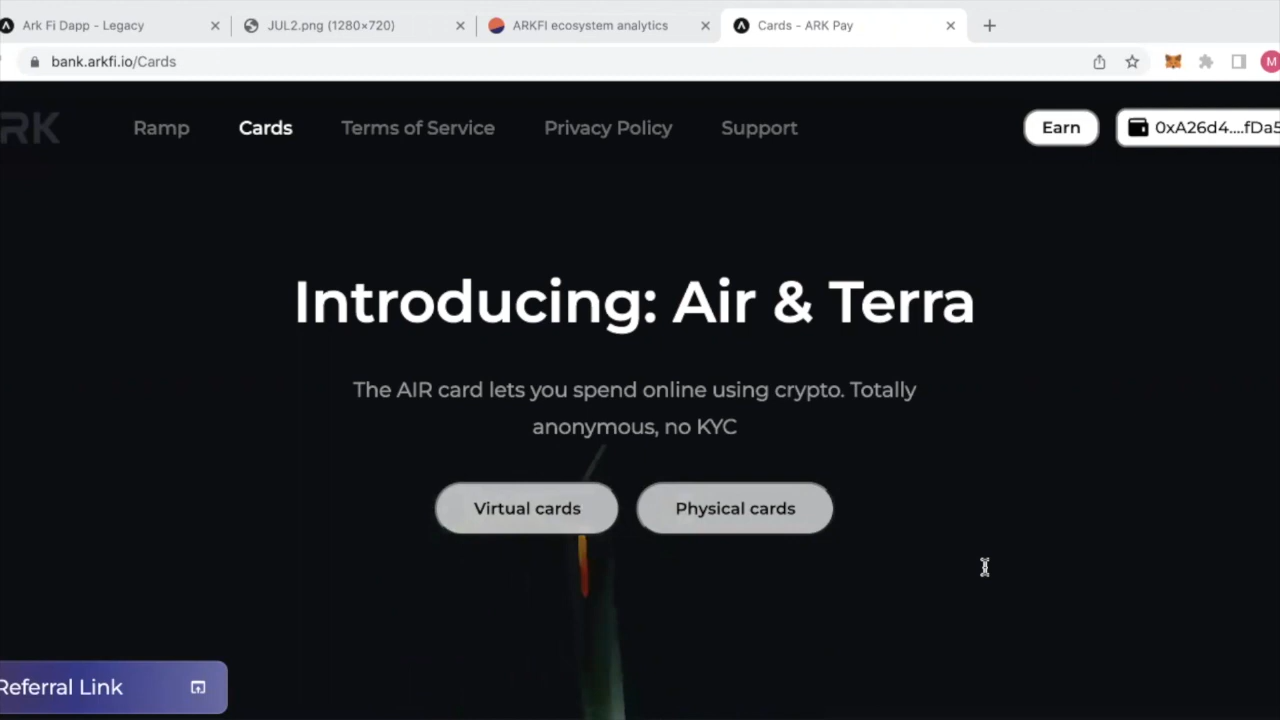 Ark Fi Dapp - Legacy
JUL2.png (1280×720)
ARKFI ecosystem analytics
Cards - ARK Pay
bank.arkfi.io/Cards
M
RK
Ramp
Cards
Terms of Service
Privacy Policy
Support
Earn
0xA26d4....fDa5
Introducing: Air & Terra
The AIR card lets you spend online using crypto. Totally
anonymous, no KYC
Virtual cards
Physical cards
Referral Link